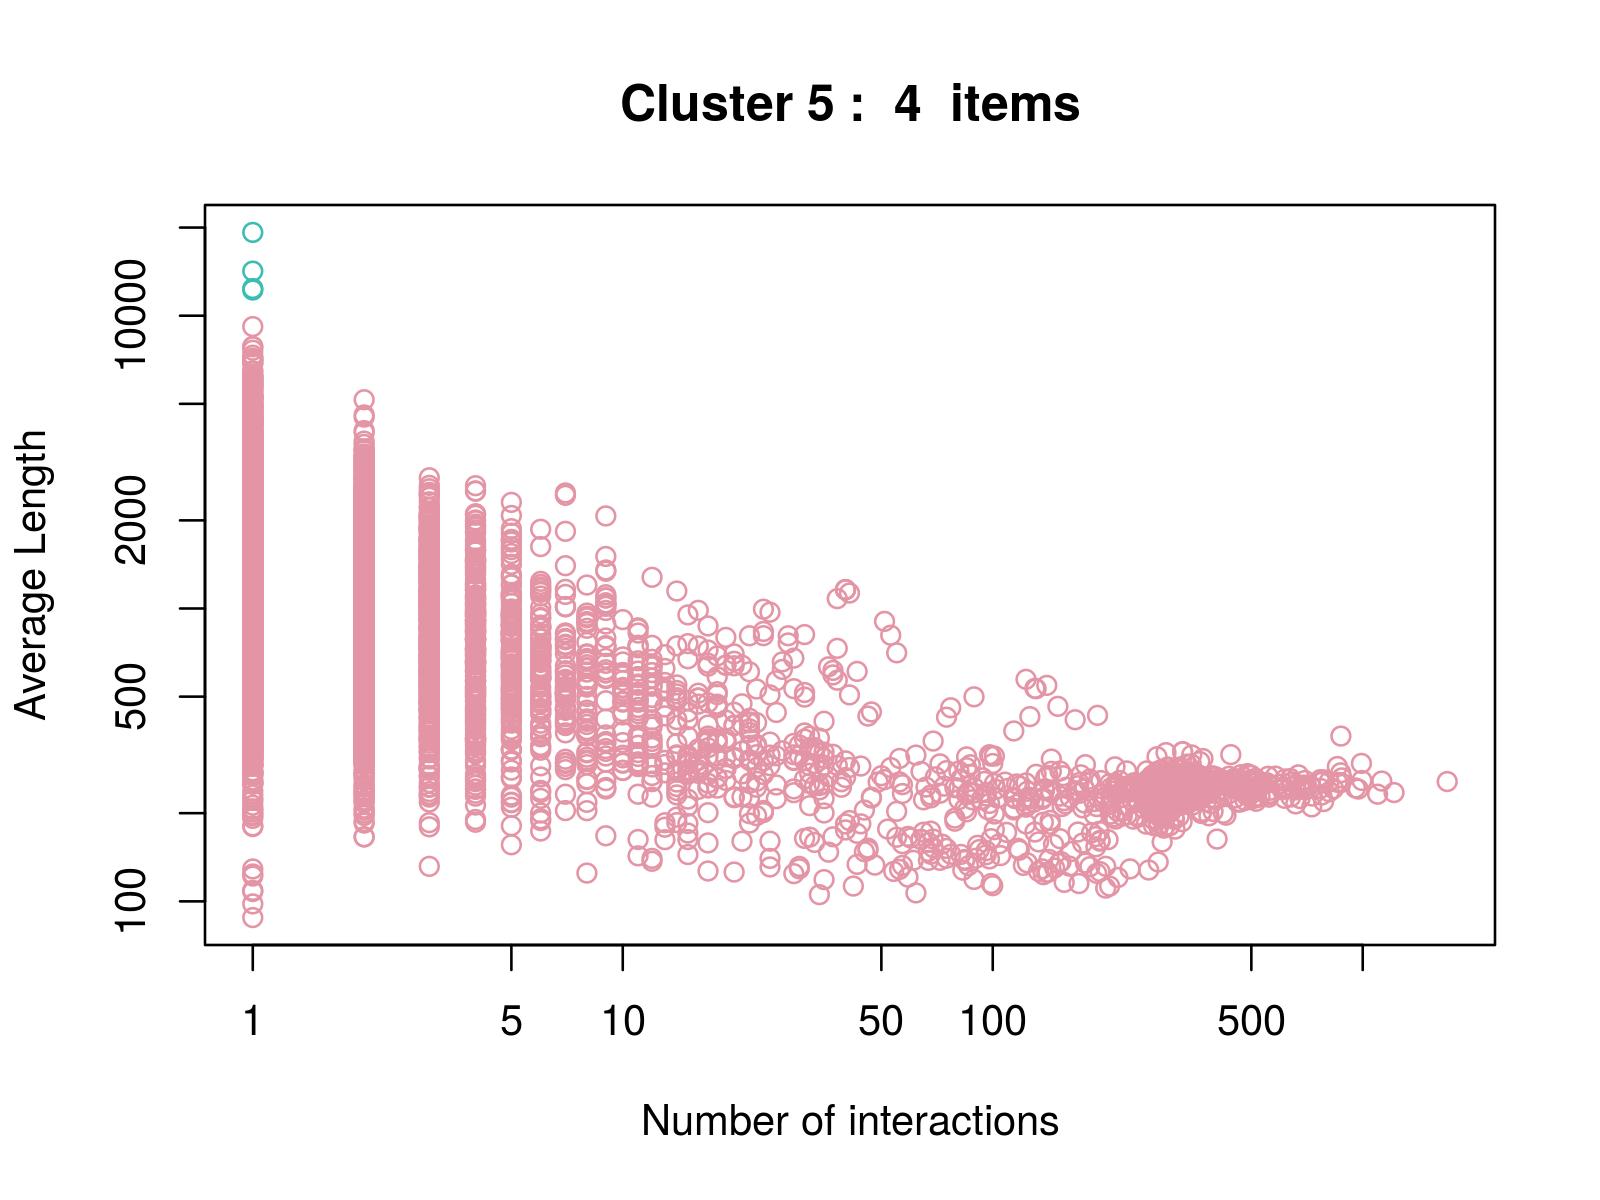 Cluster 5 :  4  items
Average Length
10000
2000
500
100
1 5 10 50 100 500
Number of interactions